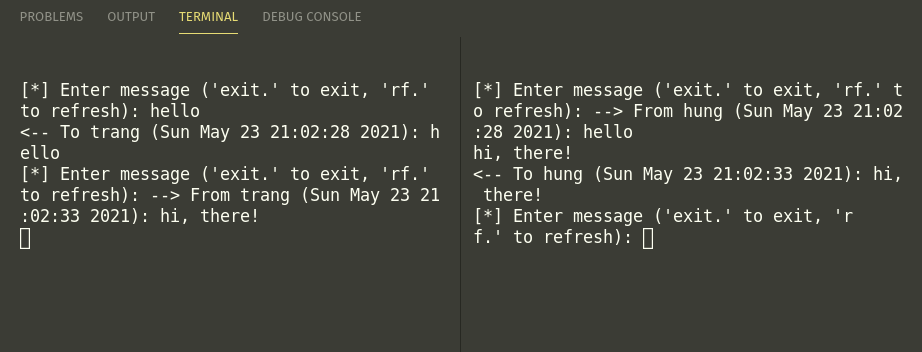 PROBLEMS OUTPUT TERMINAL DEBUG CONSOLE
[*] Enter message ('exit.' to exit, 'rf.'
to refresh): hello
<-- To trang (Sun May 23 21:02:28 2021): h
ello
[*] Enter message ('exit.' to exit, 'rf.'
to refresh): --> From trang (Sun May 23 21
:02:33 2021): hi, there!
[*] Enter message ('exit.' to exit, 'rf.' t
o refresh): --> From hung (Sun May 23 21:02
:28 2021): hello
hi, there!
<-- To hung (Sun May 23 21:02:33 2021): hi,
 there!
[*] Enter message ('exit.' to exit, 'r
f.' to refresh):